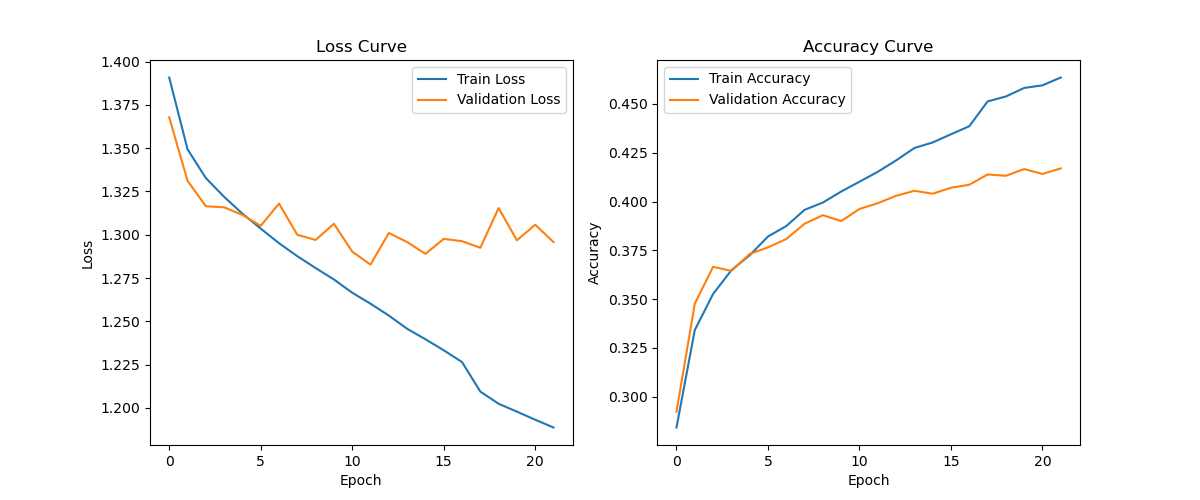 Loss Curve
1.400
1.375
1.350
1.325
1.300
1.275
1.250
1.225
1.200
Loss
Train Loss
Validation Loss
0 5 10 15 20
Epoch
Accuracy Curve
0.450
0.425
0.400
0.375
0.350
0.325
0.300
Accuracy
Train Accuracy
Validation Accuracy
0 5 10 15 20
Epoch